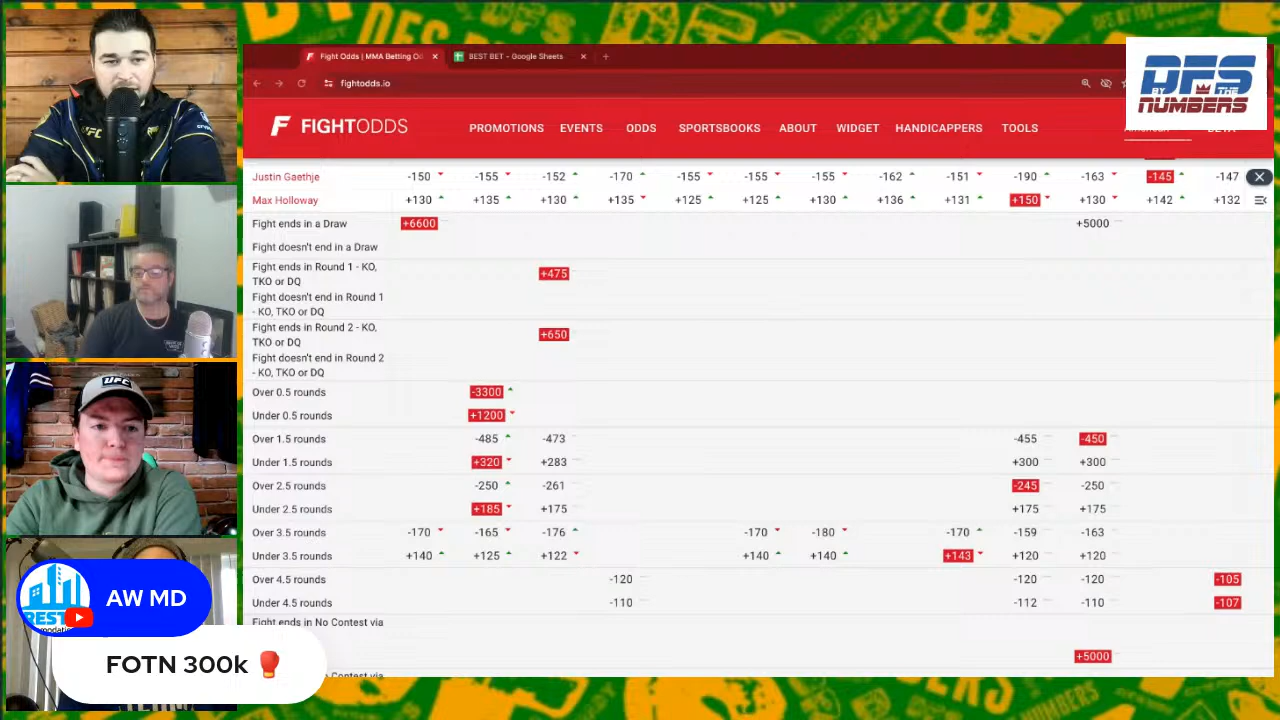 Fight Odds | MMA Betting Od
BEST BET - Google Sheets
fightodds.io
DFS
BY THE
NUMBERS
FIGHTODDS
PROMOTIONS EVENTS ODDS SPORTSBOOKS ABOUT WIDGET HANDICAPPERS TOOLS
Justin Gaethje -150 -155 -152 -170 -155 -155 -155 -162 -151 -190 -163 -145 -147
Max Holloway +130 +135 +130 +135 +125 +125 +130 +136 +131 +150 +130 +142 +132
Fight ends in a Draw +6600 +5000
Fight doesn't end in a Draw
Fight ends in Round 1 - KO,
TKO or DQ +475
Fight doesn't end in Round 1
- KO, TKO or DQ
Fight ends in Round 2 - KO,
TKO or DQ +650
Fight doesn't end in Round 2
- KO, TKO or DQ
Over 0.5 rounds -3300
Under 0.5 rounds +1200
Over 1.5 rounds -485 -473 -455 -450
Under 1.5 rounds +320 +283 +300 +300
Over 2.5 rounds -250 -261 -245 -250
Under 2.5 rounds +185 +175 +175 +175
Over 3.5 rounds -170 -165 -176 -170 -180 -170 -159 -163
Under 3.5 rounds +140 +125 +122 +140 +140 +143 +120 +120
Over 4.5 rounds -120 -120 -120 -105
Under 4.5 rounds -110 -112 -110 -107
Fight ends in No Contest via
+5000
UFC
UFC
AW MD
FOTN 300k 🥊